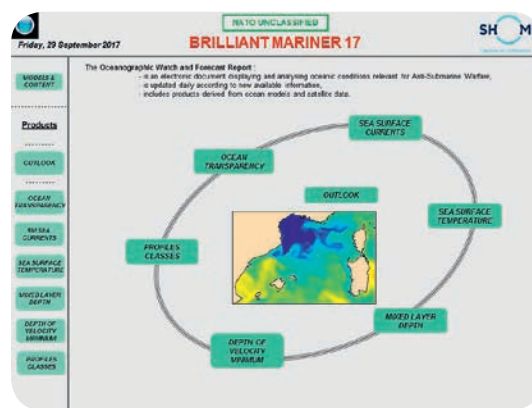 NATO UNCLASSIFIED
Friday, 29 September 2017
BRILLIANT MARINER 17
SHOM
MODELS &
CONTENT
The Oceanographic Watch and Forecast Report :
- is an electronic document displaying and analysing oceanic conditions relevant for Anti-Submarine Warfare,
- is updated daily according to new available information,
- includes products derived from ocean models and satellite data.
Products
OUTLOOK
OCEAN
TRANSPARENCY
CURRENTS
SEA SURFACE
TEMPERATURE
MIXED LAYER
DEPTH
DEPTH OF
VELOCITY
MINIMUM
PROFILES
CLASSES
SEA SURFACE
CURRENTS
OCEAN
TRANSPARENCY
OUTLOOK
SEA SURFACE
TEMPERATURE
PROFILES
CLASSES
MIXED LAYER
DEPTH
DEPTH OF
VELOCITY
MINIMUM